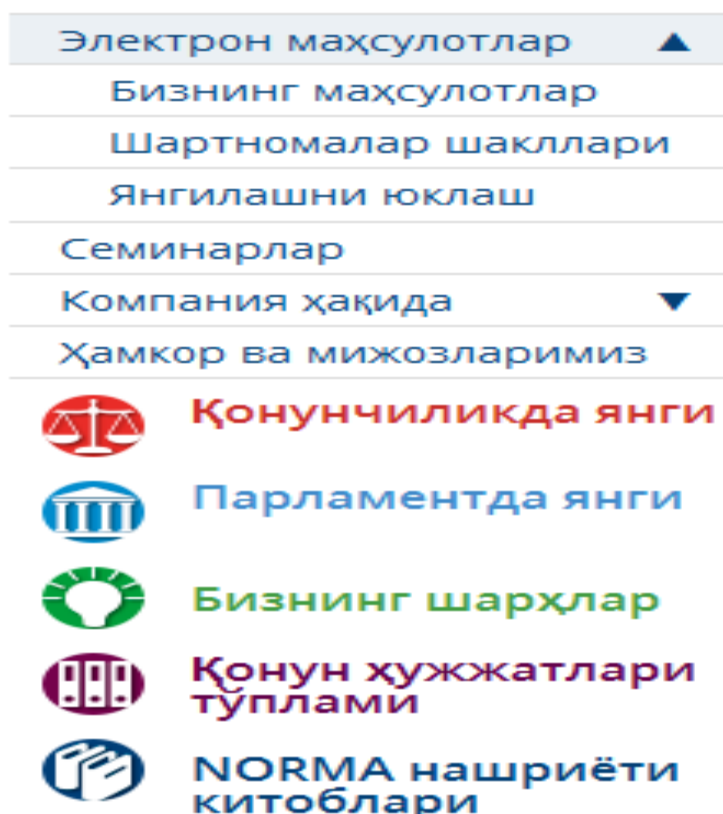 Электрон маҳсулотлар
Бизнинг маҳсулотлар
Шартномалар шакллари
Янгилашни юклаш
Семинарлар
Компания ҳақида
Ҳамкор ва мижозларимиз
Қонунчиликда янги
Парламентда янги
Бизнинг шарҳлар
Қонун ҳужжатлари
тўплами
NORMA нашриёти
китоблари